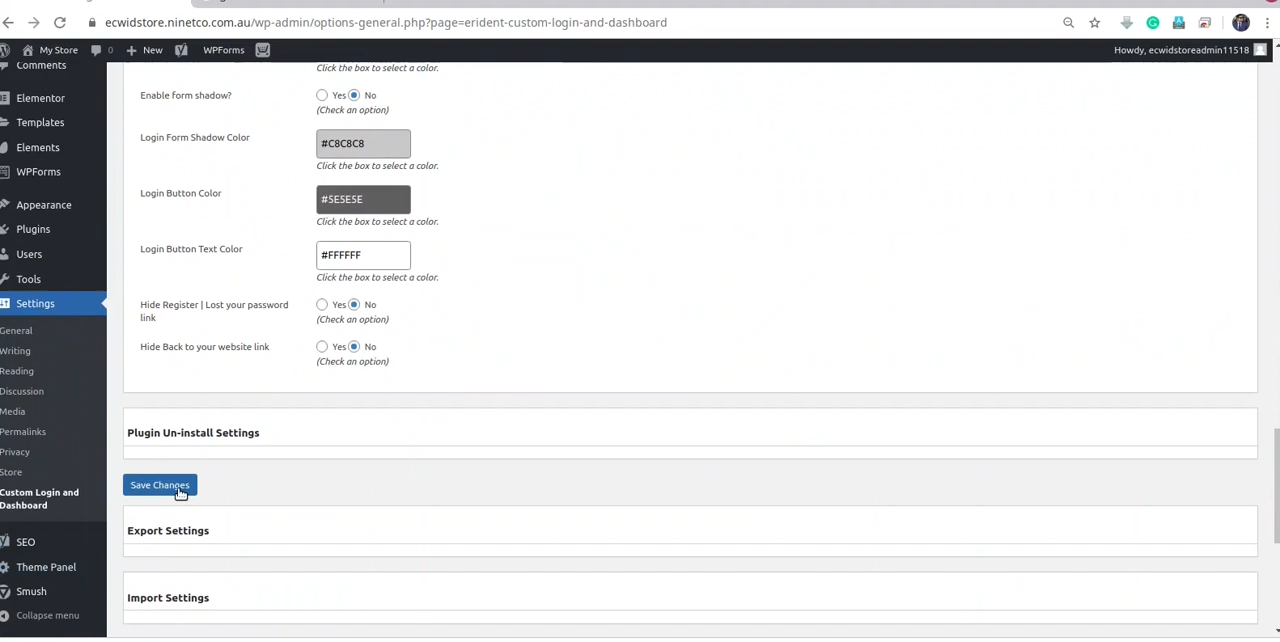 ecwidstore.ninetco.com.au/wp-admin/options-general.php?page=erident-custom-login-and-dashboard
My Store 0 New WPForms Howdy, ecwidstoreadmin11518
Comments
Elementor
Templates
Elements
WPForms
Appearance
Plugins
Users
Tools
Settings
General
Writing
Reading
Discussion
Media
Permalinks
Privacy
Store
Custom Login and
Dashboard
SEO
Theme Panel
Smush
Collapse menu
Click the box to select a color.
Enable form shadow? Yes No
(Check an option)
Login Form Shadow Color #C8C8C8
Click the box to select a color.
Login Button Color #5E5E5E
Click the box to select a color.
Login Button Text Color #FFFFFF
Click the box to select a color.
Hide Register | Lost your password
link Yes No
(Check an option)
Hide Back to your website link Yes No
(Check an option)
Plugin Un-install Settings
Save Changes
Export Settings
Import Settings